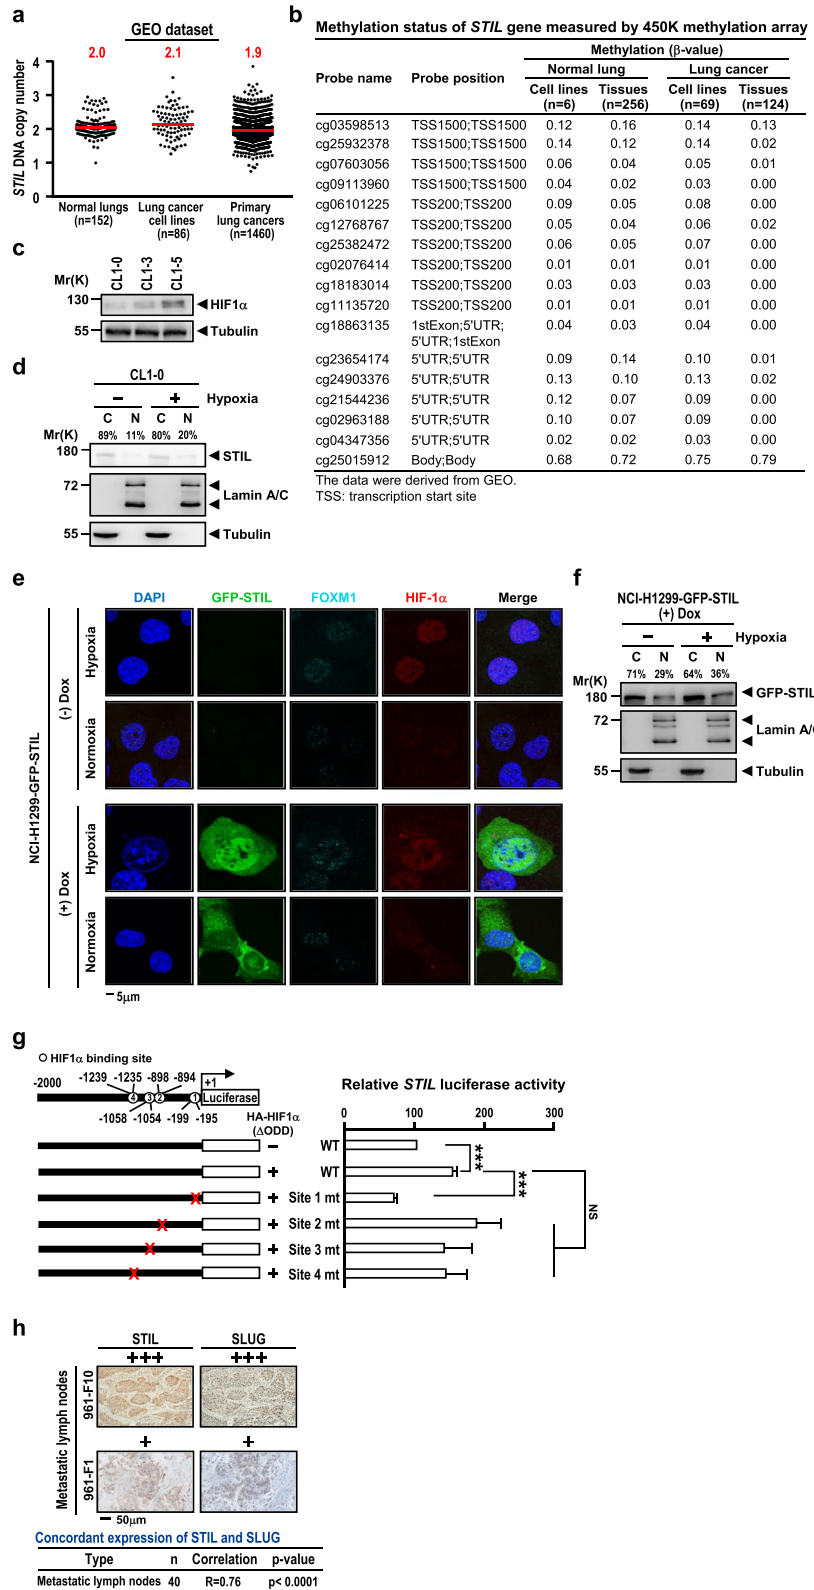 a
GEO dataset
2.0 2.1 1.9
STIL DNA copy number
4
3
2
1
0
Normal lungs (n=152)
Lung cancer cell lines (n=86)
Primary lung cancers (n=1460)
b
Methylation status of STIL gene measured by 450K methylation array
Methylation (β-value)
Probe name Probe position Normal lung Lung cancer
Cell lines (n=6) Tissues (n=256) Cell lines (n=69) Tissues (n=124)
cg03598513 TSS1500;TSS1500 0.12 0.16 0.14 0.13
cg25932378 TSS1500;TSS1500 0.14 0.12 0.14 0.02
cg07603056 TSS1500;TSS1500 0.06 0.04 0.05 0.01
cg09113960 TSS1500;TSS1500 0.04 0.02 0.03 0.00
cg06101225 TSS200;TSS200 0.09 0.05 0.08 0.00
cg12768767 TSS200;TSS200 0.05 0.04 0.06 0.02
cg25382472 TSS200;TSS200 0.06 0.05 0.07 0.00
cg02076414 TSS200;TSS200 0.01 0.01 0.01 0.00
cg18183014 TSS200;TSS200 0.03 0.03 0.03 0.00
cg11135720 TSS200;TSS200 0.01 0.01 0.01 0.00
cg18863135 1stExon;5'UTR; 0.04 0.03 0.04 0.00
5'UTR;1stExon
cg23654174 5'UTR;5'UTR 0.09 0.14 0.10 0.01
cg24903376 5'UTR;5'UTR 0.13 0.10 0.13 0.02
cg21544236 5'UTR;5'UTR 0.12 0.07 0.09 0.00
cg02963188 5'UTR;5'UTR 0.10 0.07 0.09 0.00
cg04347356 5'UTR;5'UTR 0.02 0.02 0.03 0.00
cg25015912 Body;Body 0.68 0.72 0.75 0.79
The data were derived from GEO.
TSS: transcription start site
c
CL1-0 CL1-3 CL1-5
Mr(K)
130 HIF1α
55 Tubulin
d
CL1-0
− + Hypoxia
C N C N
Mr(K) 89% 11% 80% 20%
180 STIL
72 Lamin A/C
55 Tubulin
e
DAPI GFP-STIL FOXM1 HIF-1α Merge
NCI-H1299-GFP-STIL
(-) Dox
Hypoxia
Normoxia
(+) Dox
Hypoxia
Normoxia
5μm
f
NCI-H1299-GFP-STIL
(+) Dox
− + Hypoxia
C N C N
71% 29% 64% 36%
Mr(K)
180 GFP-STIL
72 Lamin A/C
55 Tubulin
g
HIF1α binding site
-1239 -1235 -898 -894
-2000 +1
4 3 2 1 Luciferase
-1058 -1054 -199 -195
HA-HIF1α
(ΔODD)
Relative STIL luciferase activity
0 100 200 300
− WT
+ WT
X + Site 1 mt
X + Site 2 mt
X + Site 3 mt
X + Site 4 mt
***
***
NS
h
STIL SLUG
+++ +++
Metastatic lymph nodes
961-F10
+ +
961-F1
50μm
Concordant expression of STIL and SLUG
Type n Correlation p-value
Metastatic lymph nodes 40 R=0.76 p< 0.0001